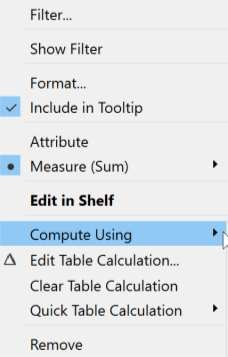 Filter...
Show Filter
Format...
Include in Tooltip
Attribute
Measure (Sum)
Edit in Shelf
Compute Using
Edit Table Calculation...
Clear Table Calculation
Quick Table Calculation
Remove